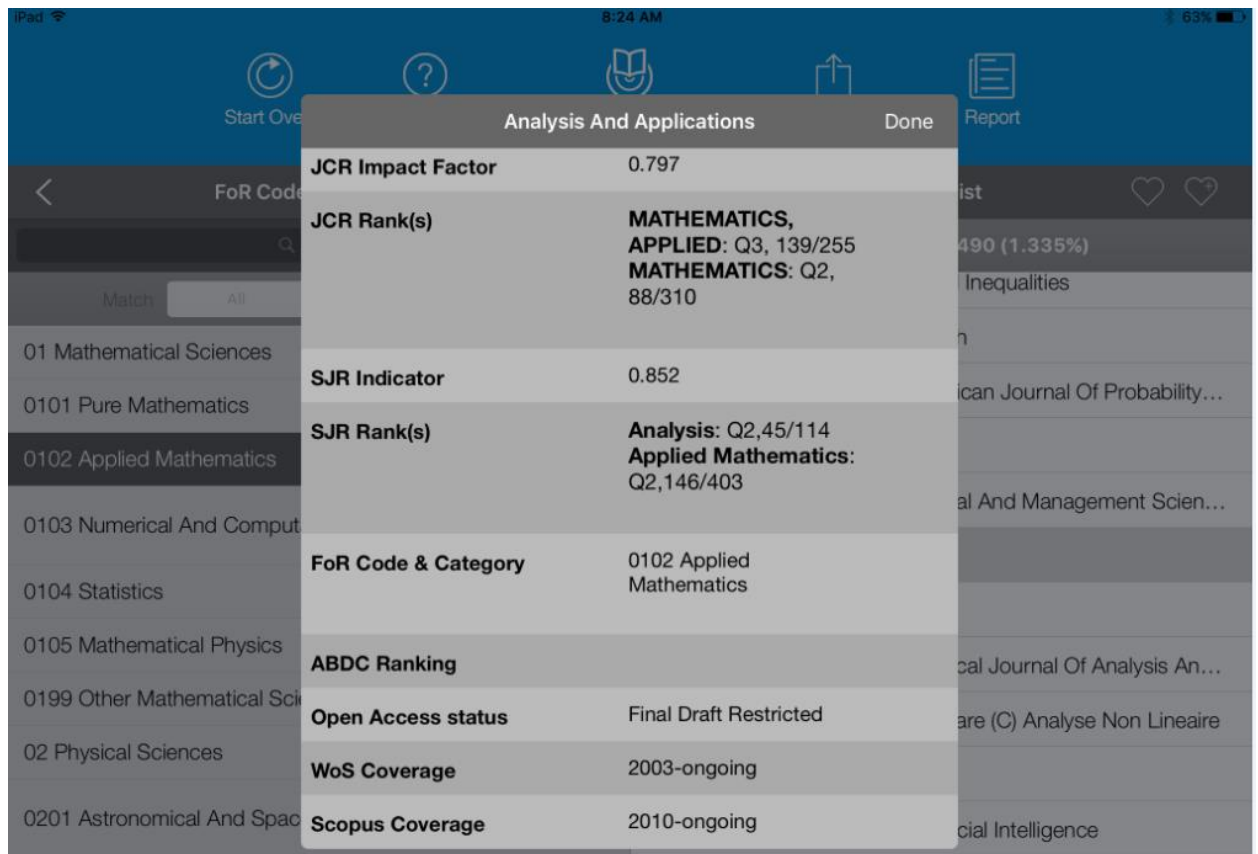 iPad
8:24 AM
63%
Start Ove
Report
Analysis And Applications
Done
FoR Code
ist
490 (1.335%)
Match
All
01 Mathematical Sciences
0101 Pure Mathematics
0102 Applied Mathematics
0103 Numerical And Comput
0104 Statistics
0105 Mathematical Physics
0199 Other Mathematical Scie
02 Physical Sciences
0201 Astronomical And Spac
JCR Impact Factor
0.797
JCR Rank(s)
MATHEMATICS,
APPLIED: Q3, 139/255
MATHEMATICS: Q2,
88/310
SJR Indicator
0.852
SJR Rank(s)
Analysis: Q2,45/114
Applied Mathematics:
Q2,146/403
FoR Code & Category
0102 Applied
Mathematics
ABDC Ranking
Open Access status
Final Draft Restricted
WoS Coverage
2003-ongoing
Scopus Coverage
2010-ongoing
Inequalities
n
ican Journal Of Probability...
al And Management Scien...
cal Journal Of Analysis An...
are (C) Analyse Non Lineaire
cial Intelligence